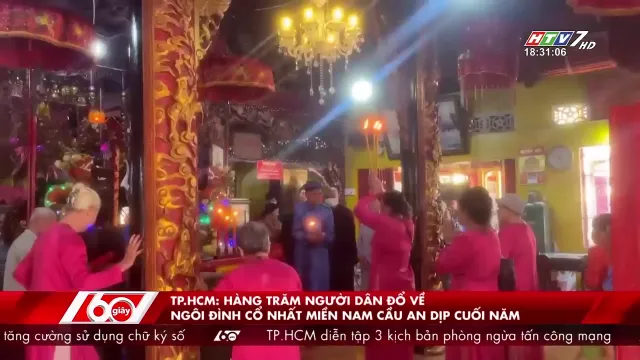 HTV7 HD
18:31:06
60 giây
TP.HCM: HÀNG TRĂM NGƯỜI DÂN ĐỔ VỀ
NGÔI ĐÌNH CỔ NHẤT MIỀN NAM CẦU AN DỊP CUỐI NĂM
tăng cường sử dụng chữ ký số 60 giây TP.HCM diễn tập 3 kịch bản phòng ngừa tấn công mạng